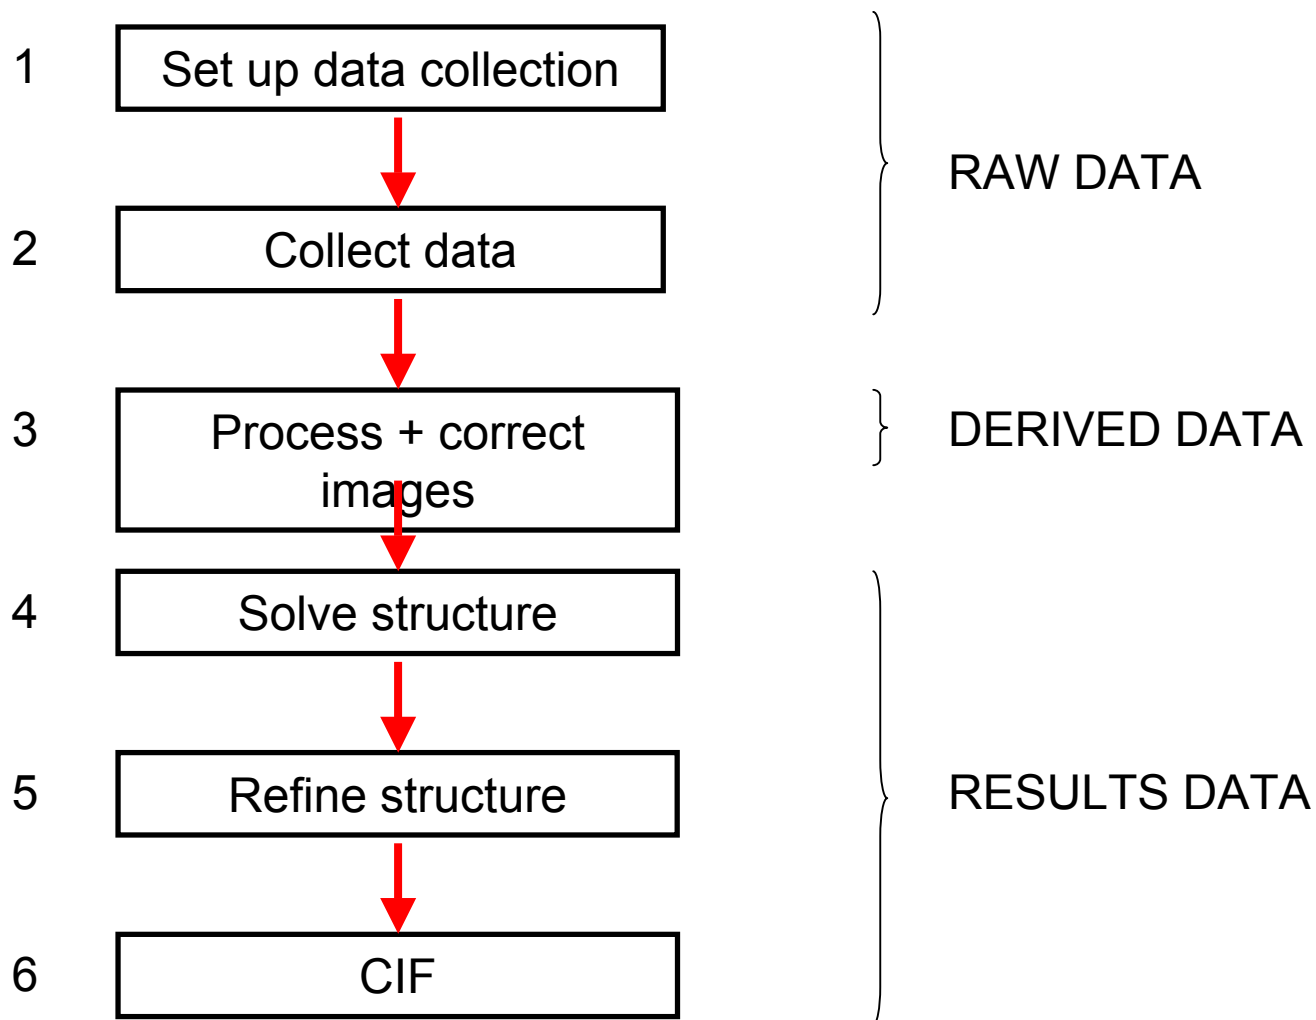 1
Set up data collection
RAW DATA
2
Collect data
3
Process + correct
images
DERIVED DATA
4
Solve structure
5
Refine structure
RESULTS DATA
6
CIF